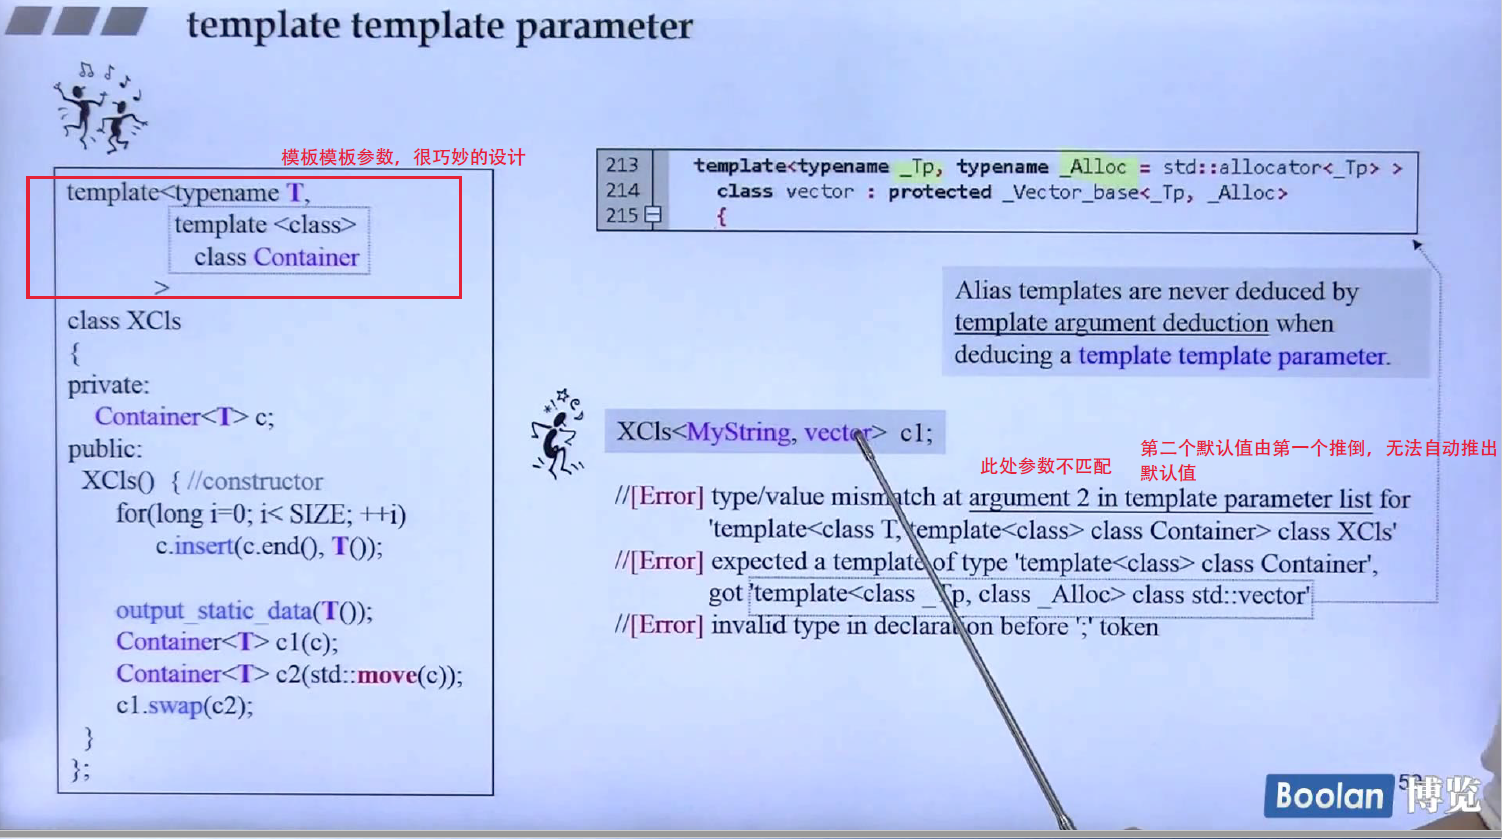 template template parameter
模板模板参数，很巧妙的设计
template<typename T,
template <class>
class Container
>
class XCls
{
private:
Container<T> c;
public:
XCls() { //constructor
for(long i=0; i< SIZE; ++i)
c.insert(c.end(), T());
output_static_data(T());
Container<T> c1(c);
Container<T> c2(std::move(c));
c1.swap(c2);
}
};
213 template<typename _Tp, typename _Alloc = std::allocator<_Tp> >
214 class vector : protected _Vector_base<_Tp, _Alloc>
215 {
Alias templates are never deduced by
template argument deduction when
deducing a template template parameter.
XCls<MyString, vector> c1;
此处参数不匹配
第二个默认值由第一个推倒，无法自动推出
默认值
//[Error] type/value mismatch at argument 2 in template parameter list for
'template<class T, template<class> class Container> class XCls'
//[Error] expected a template of type 'template<class> class Container',
got 'template<class _Tp, class _Alloc> class std::vector'
//[Error] invalid type in declaration before ';' token
Boolan 博览